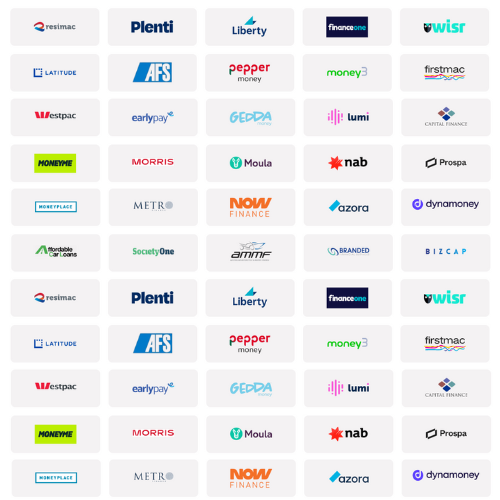 resimac
Plenti
Liberty
financeone
wisr
LATITUDE
AFS
pepper
money
money3
firstmac
Westpac
earlypay
GEDDA
money
lumi
CAPITAL FINANCE
MONEYME
MORRIS
Moula
nab
Prospa
MONEYPLACE
METRO
NOW
FINANCE
azora
dynamoney
Affordable
Car Loans
SocietyOne
AMMF
BRANDED
BIZCAP
resimac
Plenti
Liberty
financeone
wisr
LATITUDE
AFS
pepper
money
money3
firstmac
Westpac
earlypay
GEDDA
money
lumi
CAPITAL FINANCE
MONEYME
MORRIS
Moula
nab
Prospa
MONEYPLACE
METRO
NOW
FINANCE
azora
dynamoney